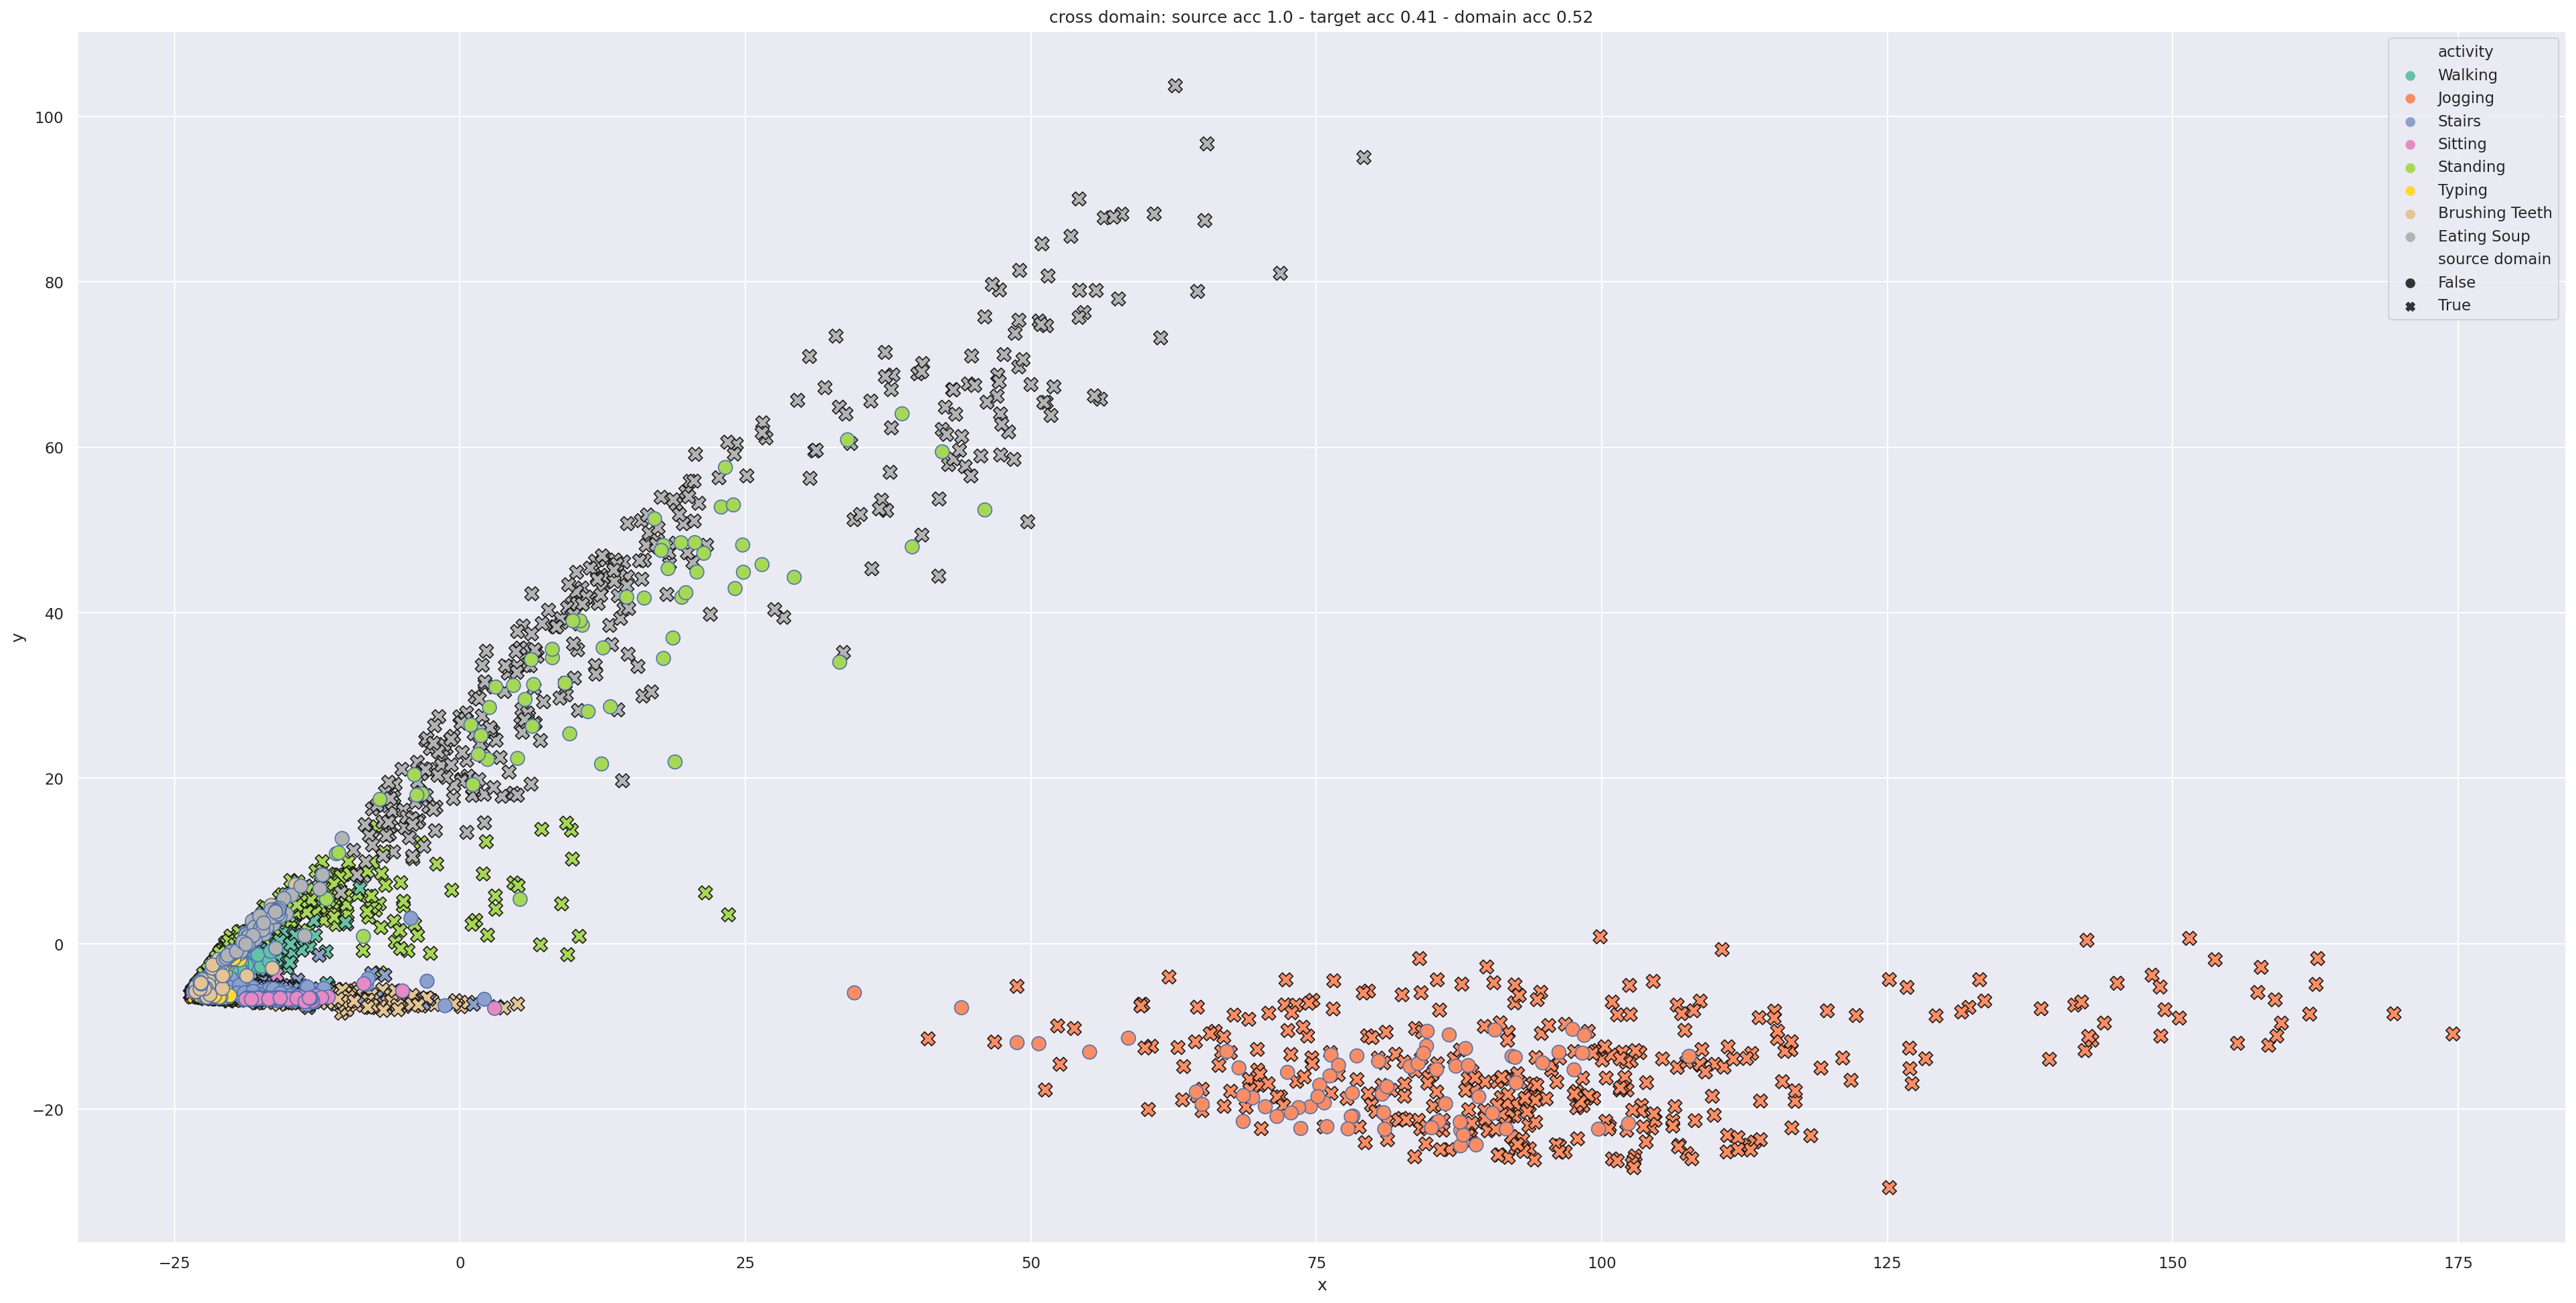 cross domain: source acc 1.0 - target acc 0.41 - domain acc 0.52
activity
Walking
Jogging
Stairs
Sitting
Standing
Typing
Brushing Teeth
Eating Soup
source domain
False
True
100
80
60
40
20
0
−20
y
−25 0 25 50 75 100 125 150 175
x